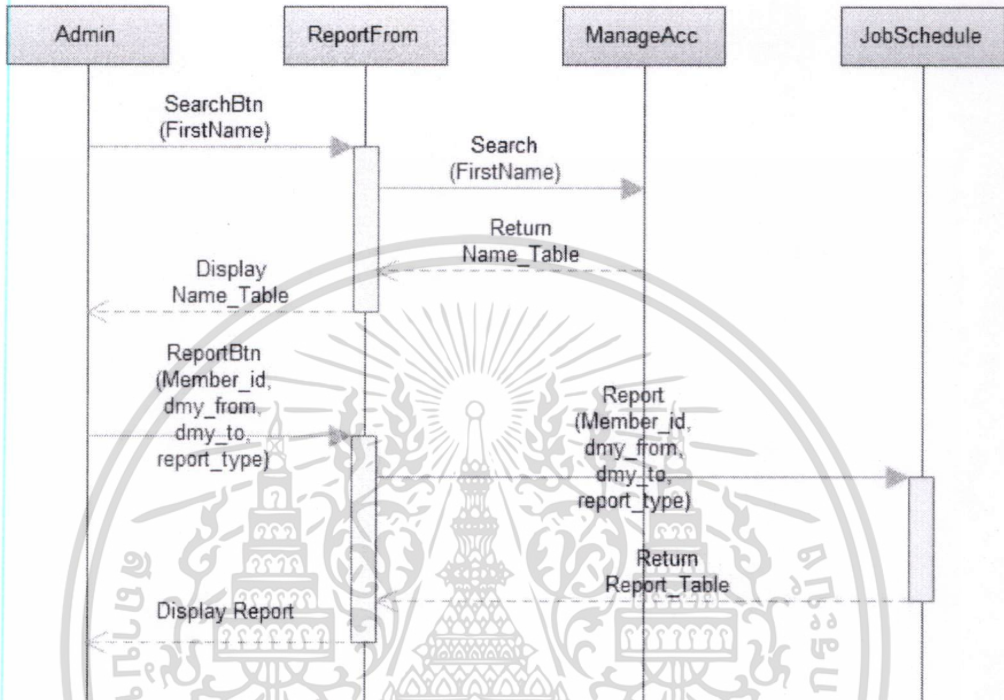 Admin
ReportFrom
ManageAcc
JobSchedule
SearchBtn
(FirstName)
Search
(FirstName)
Return
Name_Table
Display
Name_Table
ReportBtn
(Member_id,
dmy_from,
dmy_to,
report_type)
Report
(Member_id,
dmy_from,
dmy_to,
report_type)
Return
Report_Table
Display Report